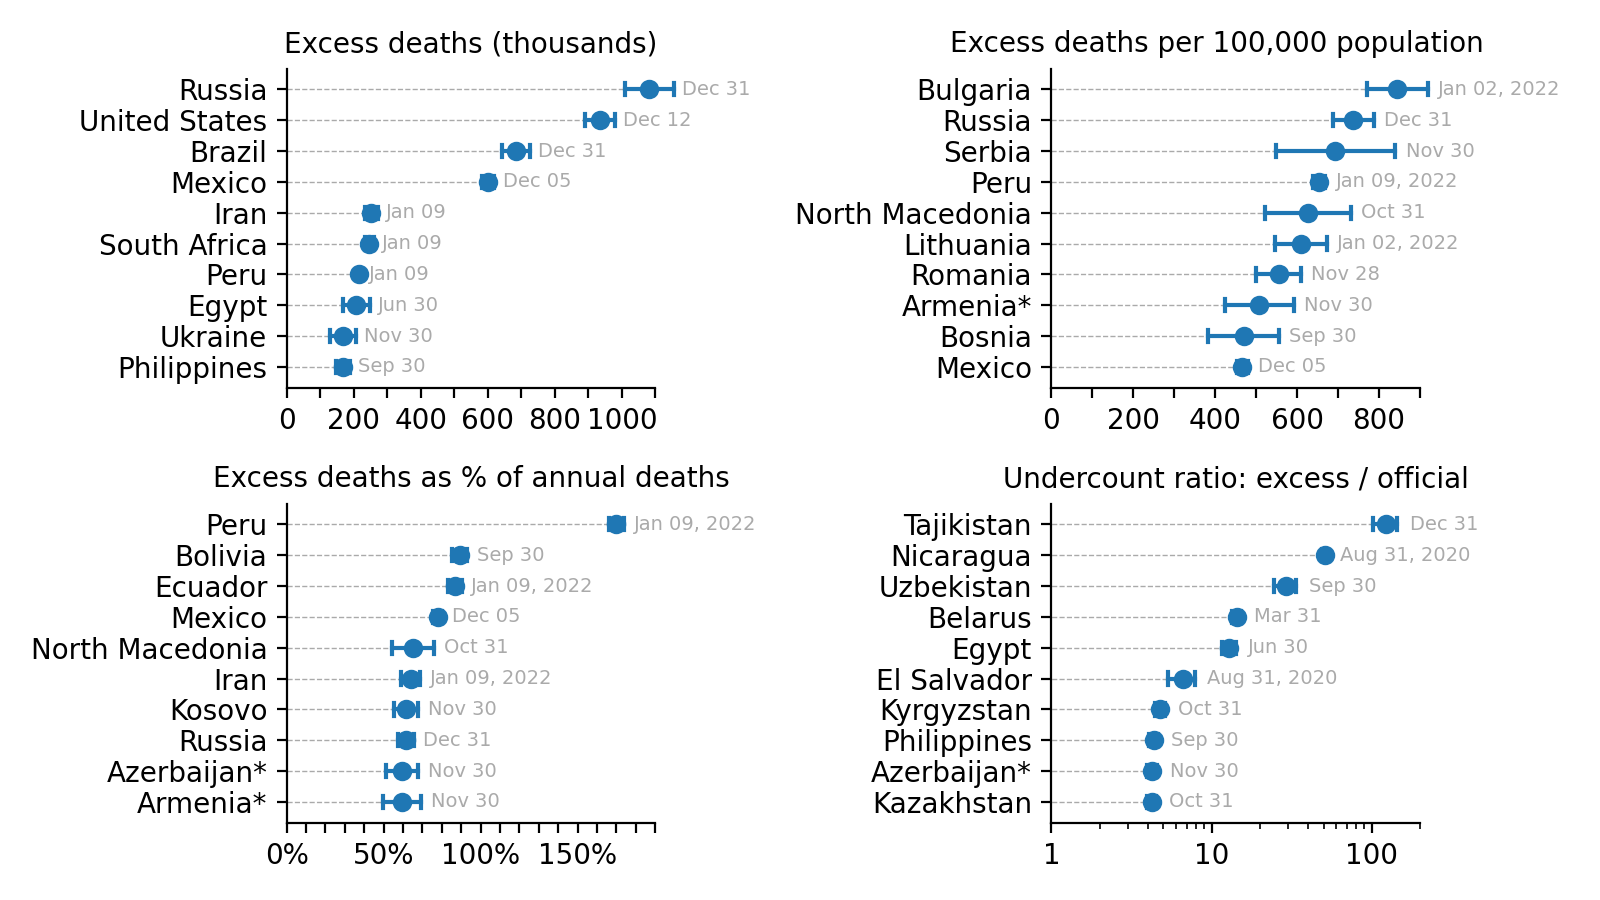 Excess deaths (thousands)
Russia Dec 31
United States Dec 12
Brazil Dec 31
Mexico Dec 05
Iran Jan 09
South Africa Jan 09
Peru Jan 09
Egypt Jun 30
Ukraine Nov 30
Philippines Sep 30
0 200 400 600 800 1000
Excess deaths per 100,000 population
Bulgaria Jan 02, 2022
Russia Dec 31
Serbia Nov 30
Peru Jan 09, 2022
North Macedonia Oct 31
Lithuania Jan 02, 2022
Romania Nov 28
Armenia* Nov 30
Bosnia Sep 30
Mexico Dec 05
0 200 400 600 800
Excess deaths as % of annual deaths
Peru Jan 09, 2022
Bolivia Sep 30
Ecuador Jan 09, 2022
Mexico Dec 05
North Macedonia Oct 31
Iran Jan 09, 2022
Kosovo Nov 30
Russia Dec 31
Azerbaijan* Nov 30
Armenia* Nov 30
0% 50% 100% 150%
Undercount ratio: excess / official
Tajikistan Dec 31
Nicaragua Aug 31, 2020
Uzbekistan Sep 30
Belarus Mar 31
Egypt Jun 30
El Salvador Aug 31, 2020
Kyrgyzstan Oct 31
Philippines Sep 30
Azerbaijan* Nov 30
Kazakhstan Oct 31
1 10 100